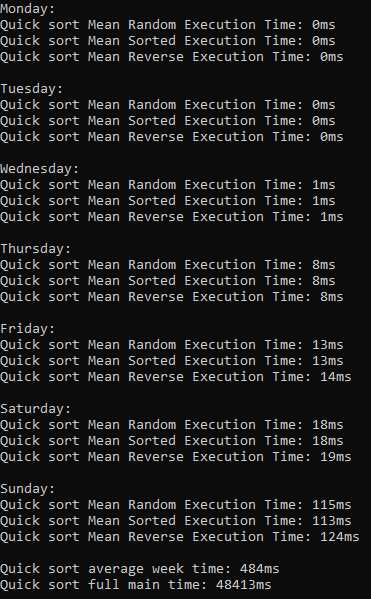 Monday:
Quick sort Mean Random Execution Time: 0ms
Quick sort Mean Sorted Execution Time: 0ms
Quick sort Mean Reverse Execution Time: 0ms
Tuesday:
Quick sort Mean Random Execution Time: 0ms
Quick sort Mean Sorted Execution Time: 0ms
Quick sort Mean Reverse Execution Time: 0ms
Wednesday:
Quick sort Mean Random Execution Time: 1ms
Quick sort Mean Sorted Execution Time: 1ms
Quick sort Mean Reverse Execution Time: 1ms
Thursday:
Quick sort Mean Random Execution Time: 8ms
Quick sort Mean Sorted Execution Time: 8ms
Quick sort Mean Reverse Execution Time: 8ms
Friday:
Quick sort Mean Random Execution Time: 13ms
Quick sort Mean Sorted Execution Time: 13ms
Quick sort Mean Reverse Execution Time: 14ms
Saturday:
Quick sort Mean Random Execution Time: 18ms
Quick sort Mean Sorted Execution Time: 18ms
Quick sort Mean Reverse Execution Time: 19ms
Sunday:
Quick sort Mean Random Execution Time: 115ms
Quick sort Mean Sorted Execution Time: 113ms
Quick sort Mean Reverse Execution Time: 124ms
Quick sort average week time: 484ms
Quick sort full main time: 48413ms